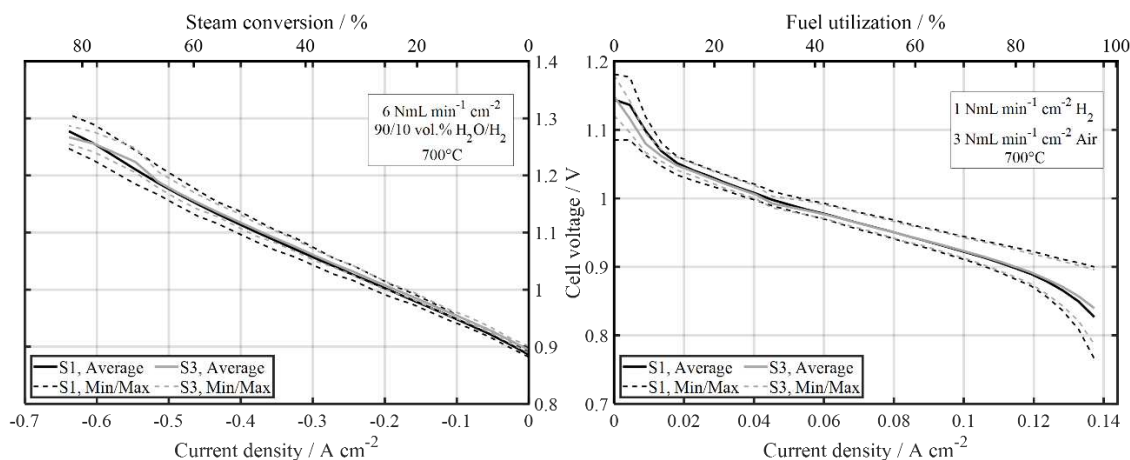 Steam conversion / %
80 60 40 20 0
1.4
1.3
1.2
1.1
1
0.9
0.8
6 NmL min⁻¹ cm⁻²
90/10 vol.% H₂O/H₂
700°C
S1, Average S3, Average
S1, Min/Max S3, Min/Max
-0.7 -0.6 -0.5 -0.4 -0.3 -0.2 -0.1 0
Current density / A cm⁻²
Fuel utilization / %
0 20 40 60 80 100
Cell voltage / V
1.2
1.1
1
0.9
0.8
0.7
1 NmL min⁻¹ cm⁻² H₂
3 NmL min⁻¹ cm⁻² Air
700°C
S1, Average S3, Average
S1, Min/Max S3, Min/Max
0 0.02 0.04 0.06 0.08 0.1 0.12 0.14
Current density / A cm⁻²